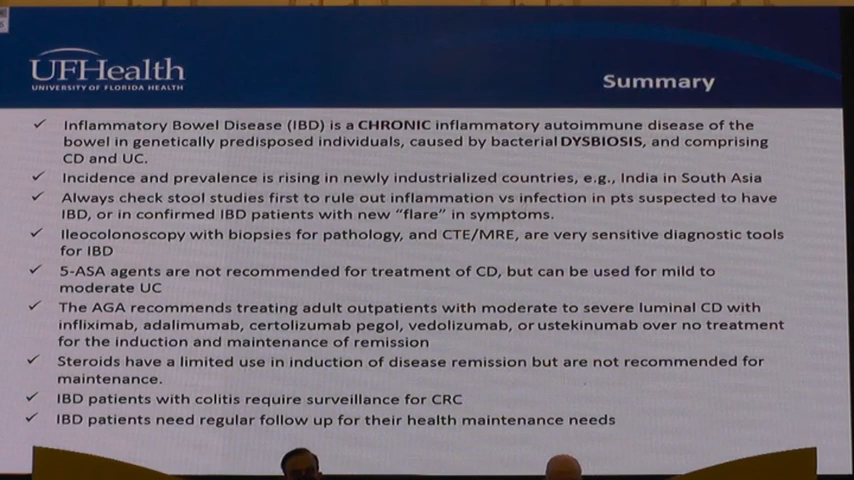 UFHealth
UNIVERSITY OF FLORIDA HEALTH
Summary
✓ Inflammatory Bowel Disease (IBD) is a CHRONIC inflammatory autoimmune disease of the
bowel in genetically predisposed individuals, caused by bacterial DYSBIOSIS, and comprising
CD and UC.
✓ Incidence and prevalence is rising in newly industrialized countries, e.g., India in South Asia
✓ Always check stool studies first to rule out inflammation vs infection in pts suspected to have
IBD, or in confirmed IBD patients with new “flare” in symptoms.
✓ Ileocolonoscopy with biopsies for pathology, and CTE/MRE, are very sensitive diagnostic tools
for IBD
✓ 5-ASA agents are not recommended for treatment of CD, but can be used for mild to
moderate UC
✓ The AGA recommends treating adult outpatients with moderate to severe luminal CD with
infliximab, adalimumab, certolizumab pegol, vedolizumab, or ustekinumab over no treatment
for the induction and maintenance of remission
✓ Steroids have a limited use in induction of disease remission but are not recommended for
maintenance.
✓ IBD patients with colitis require surveillance for CRC
✓ IBD patients need regular follow up for their health maintenance needs